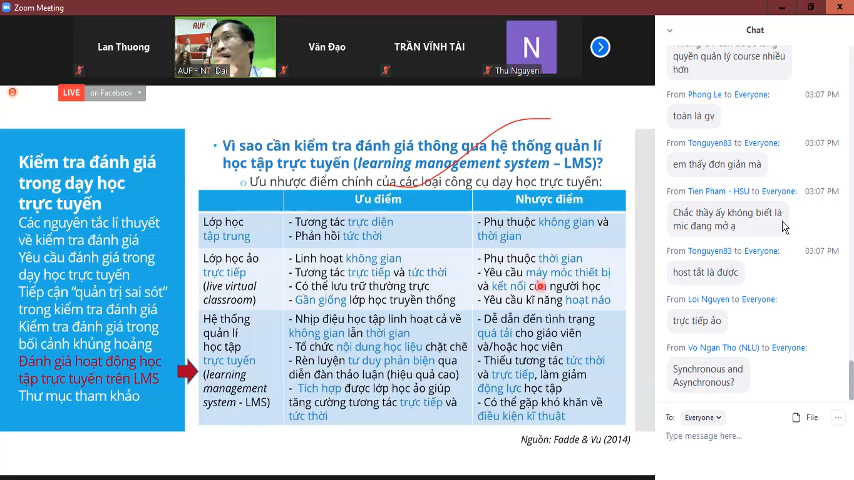 Zoom Meeting
Lan Thuong
AUF - NT_Dai
Văn Đạo
TRẦN VĨNH TÀI
N
Thu Nguyen
LIVE on Facebook
Kiểm tra đánh giá
trong dạy học
trực tuyến
Các nguyên tắc lí thuyết
về kiểm tra đánh giá
Yêu cầu đánh giá trong
dạy học trực tuyến
Tiếp cận “quản trị sai sót”
trong kiểm tra đánh giá
Kiểm tra đánh giá trong
bối cảnh khủng hoảng
Đánh giá hoạt động học
tập trực tuyến trên LMS
Thư mục tham khảo
• Vì sao cần kiểm tra đánh giá thông qua hệ thống quản lí
học tập trực tuyến (learning management system – LMS)?
o Ưu nhược điểm chính của các loại công cụ dạy học trực tuyến:
Ưu điểm
Nhược điểm
Lớp học
tập trung
- Tương tác trực diện
- Phản hồi tức thời
- Phụ thuộc không gian và
thời gian
Lớp học ảo
trực tiếp
(live virtual
classroom)
- Linh hoạt không gian
- Tương tác trực tiếp và tức thời
- Có thể lưu trữ thường trực
- Gần giống lớp học truyền thống
- Phụ thuộc thời gian
- Yêu cầu máy móc thiết bị
và kết nối của người học
- Yêu cầu kĩ năng hoạt náo
Hệ thống
quản lí
học tập
trực tuyến
(learning
management
system - LMS)
- Nhịp điệu học tập linh hoạt cả về
không gian lẫn thời gian
- Tổ chức nội dung học liệu chặt chẽ
- Rèn luyện tư duy phản biện qua
diễn đàn thảo luận (hiệu quả cao)
- Tích hợp được lớp học ảo giúp
tăng cường tương tác trực tiếp và
tức thời
- Dễ dẫn đến tình trạng
quá tải cho giáo viên
và/hoặc học viên
- Thiếu tương tác tức thời
và trực tiếp, làm giảm
động lực học tập
- Có thể gặp khó khăn về
điều kiện kĩ thuật
Nguồn: Fadde & Vu (2014)
Chat
quyền quản lý course nhiều
hơn
From Phong Le to Everyone: 03:07 PM
toàn là gv
From Tonguyen83 to Everyone: 03:07 PM
em thấy đơn giản mà
From Tien Pham - HSU to Everyone: 03:07 PM
Chắc thầy ấy không biết là
mic đang mở ạ
From Tonguyen83 to Everyone: 03:07 PM
host tắt là được
From Loi Nguyen to Everyone: 03:07 PM
trực tiếp ảo
From Vo Ngan Tho (NLU) to Everyone: 03:07 PM
Synchronous and
Asynchronous?
To: Everyone File ...
Type message here...